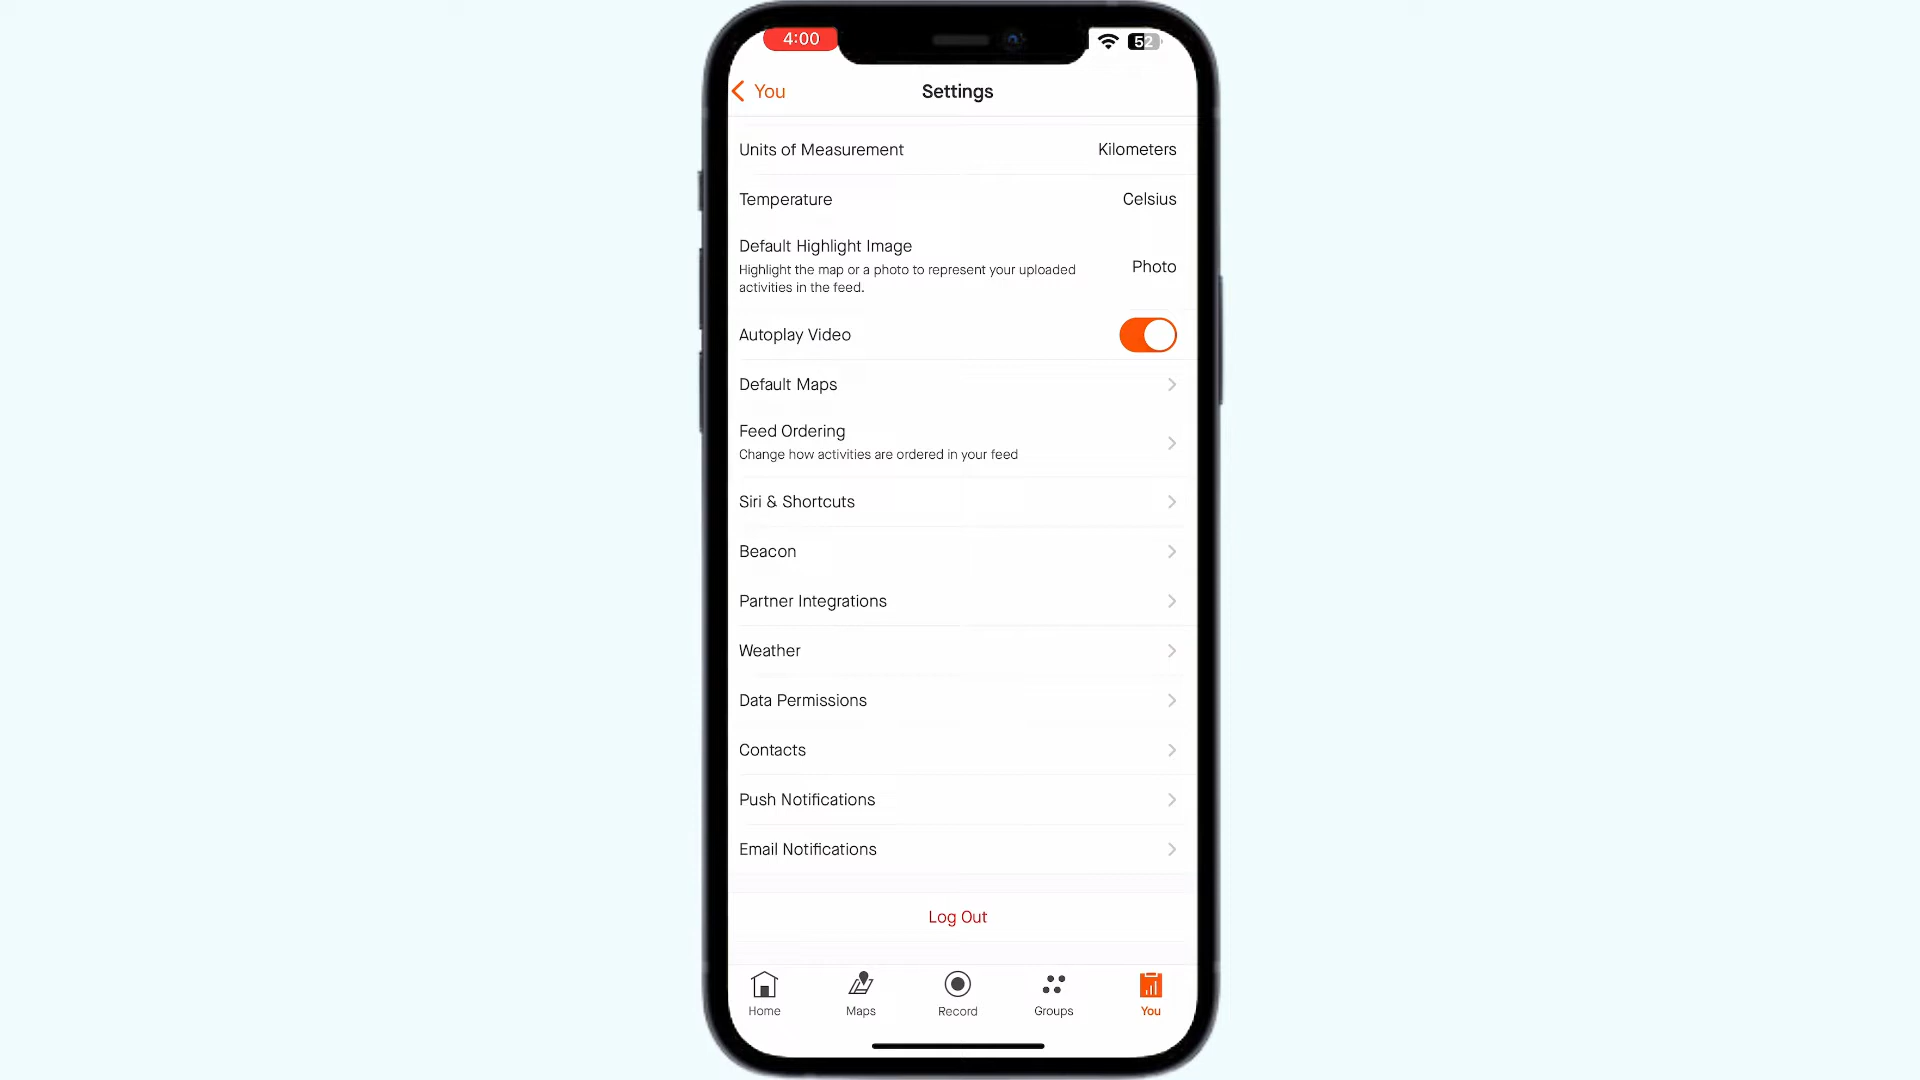 4:00
52
You
Settings
Units of Measurement
Kilometers
Temperature
Celsius
Default Highlight Image
Highlight the map or a photo to represent your uploaded
activities in the feed.
Photo
Autoplay Video
Default Maps
Feed Ordering
Change how activities are ordered in your feed
Siri & Shortcuts
Beacon
Partner Integrations
Weather
Data Permissions
Contacts
Push Notifications
Email Notifications
Log Out
Home
Maps
Record
Groups
You